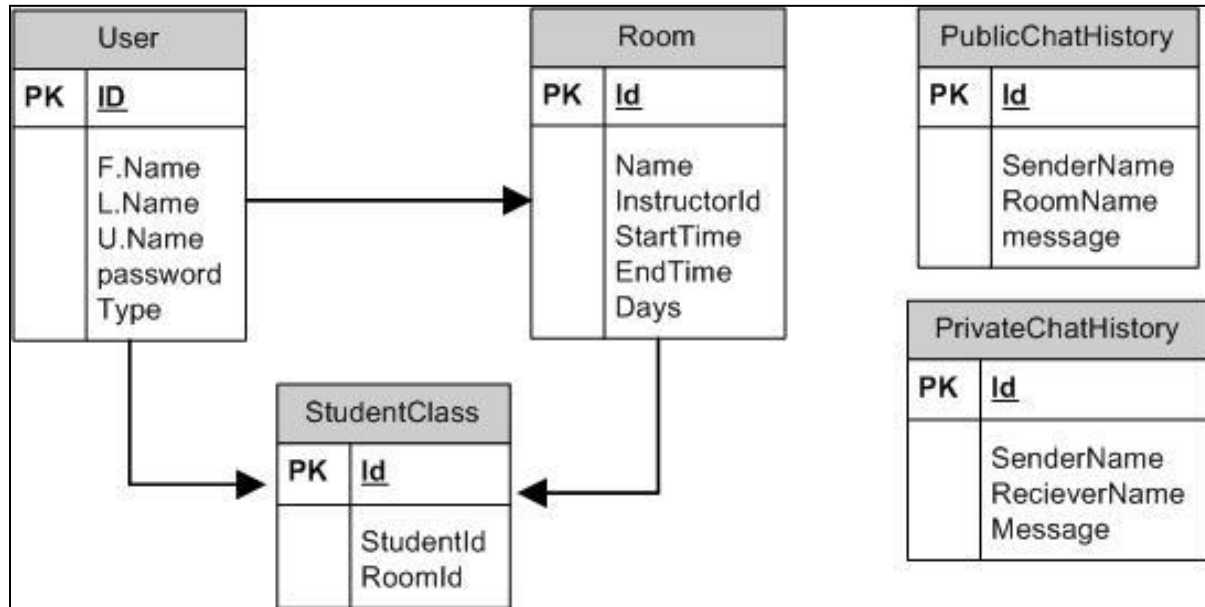 User
PK ID
F.Name
L.Name
U.Name
password
Type
Room
PK Id
Name
InstructorId
StartTime
EndTime
Days
StudentClass
PK Id
StudentId
RoomId
PublicChatHistory
PK Id
SenderName
RoomName
message
PrivateChatHistory
PK Id
SenderName
RecieverName
Message